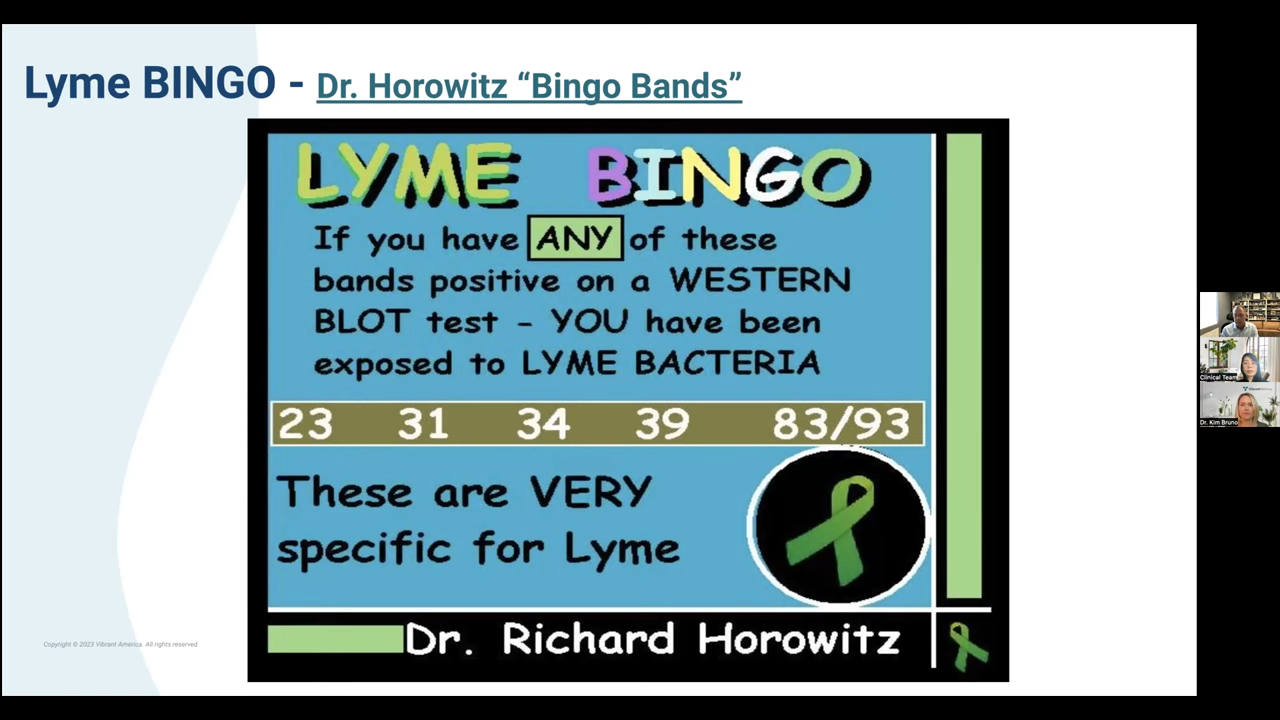 Lyme BINGO - Dr. Horowitz “Bingo Bands”
LYME BINGO
If you have ANY of these
bands positive on a WESTERN
BLOT test - YOU have been
exposed to LYME BACTERIA
23 31 34 39 83/93
These are VERY
specific for Lyme
Dr. Richard Horowitz
Copyright © 2023 Vibrant America. All rights reserved
Clinical Team
Dr. Kim Bruno